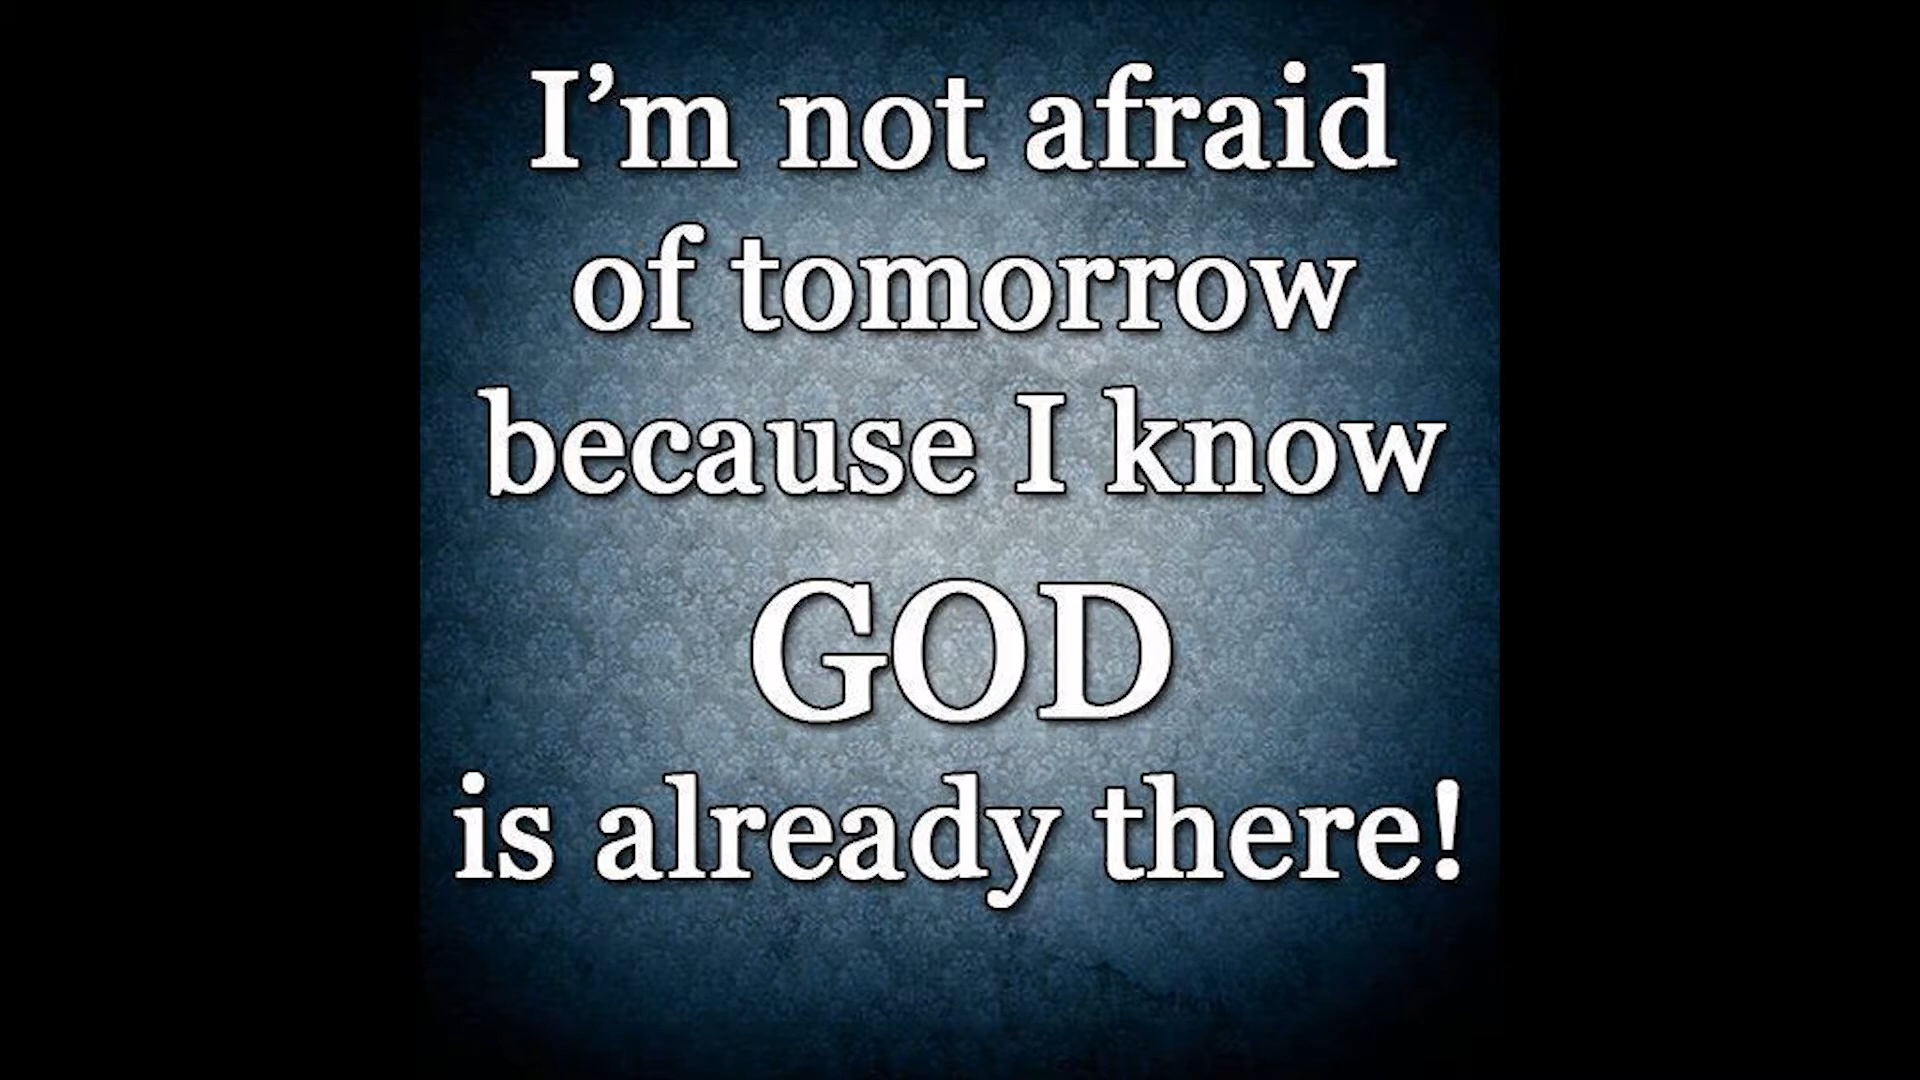 I’m not afraid
of tomorrow
because I know
GOD
is already there!